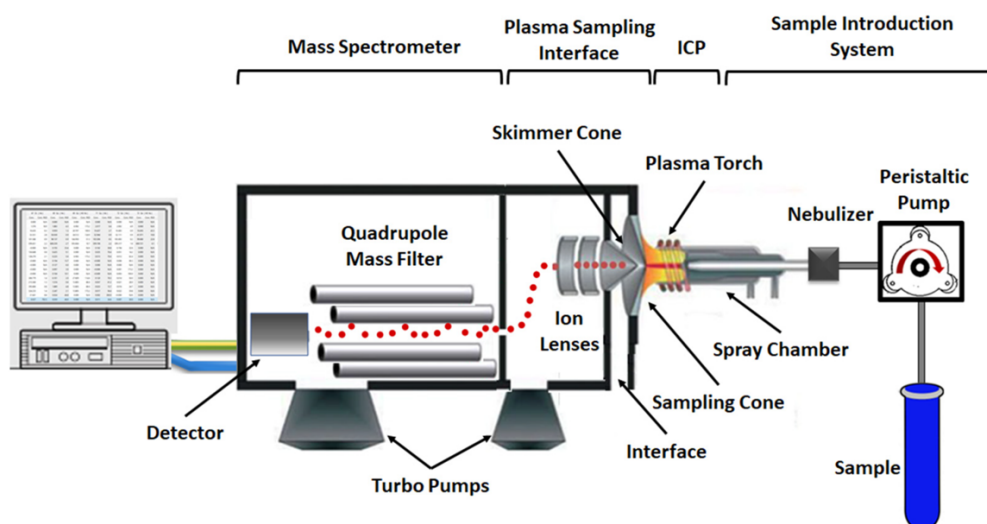 Mass Spectrometer
Plasma Sampling
Interface
ICP
Sample Introduction
System
Skimmer Cone
Plasma Torch
Peristaltic
Pump
Nebulizer
Quadrupole
Mass Filter
Ion
Lenses
Spray Chamber
Sampling Cone
Detector
Interface
Turbo Pumps
Sample